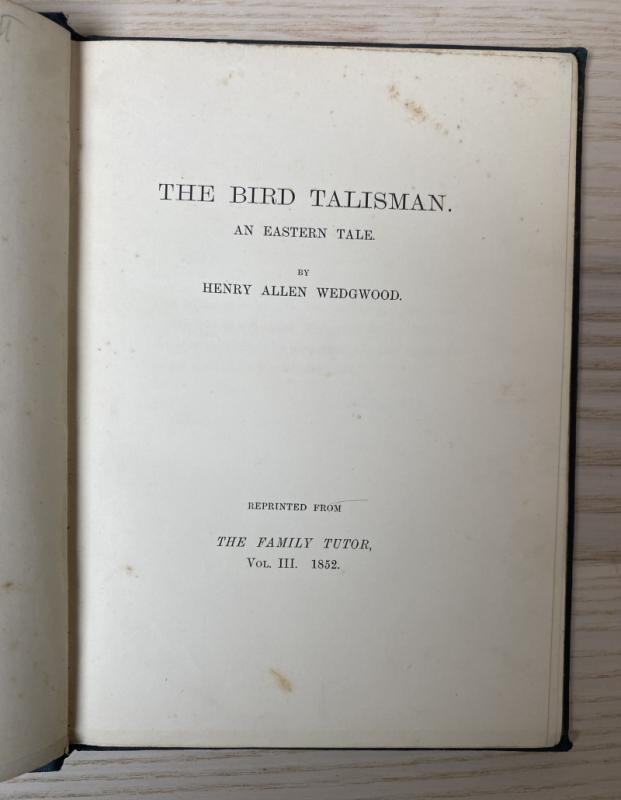 THE BIRD TALISMAN.
AN EASTERN TALE.
BY
HENRY ALLEN WEDGWOOD.
REPRINTED FROM
THE FAMILY TUTOR,
VOL. III. 1852.